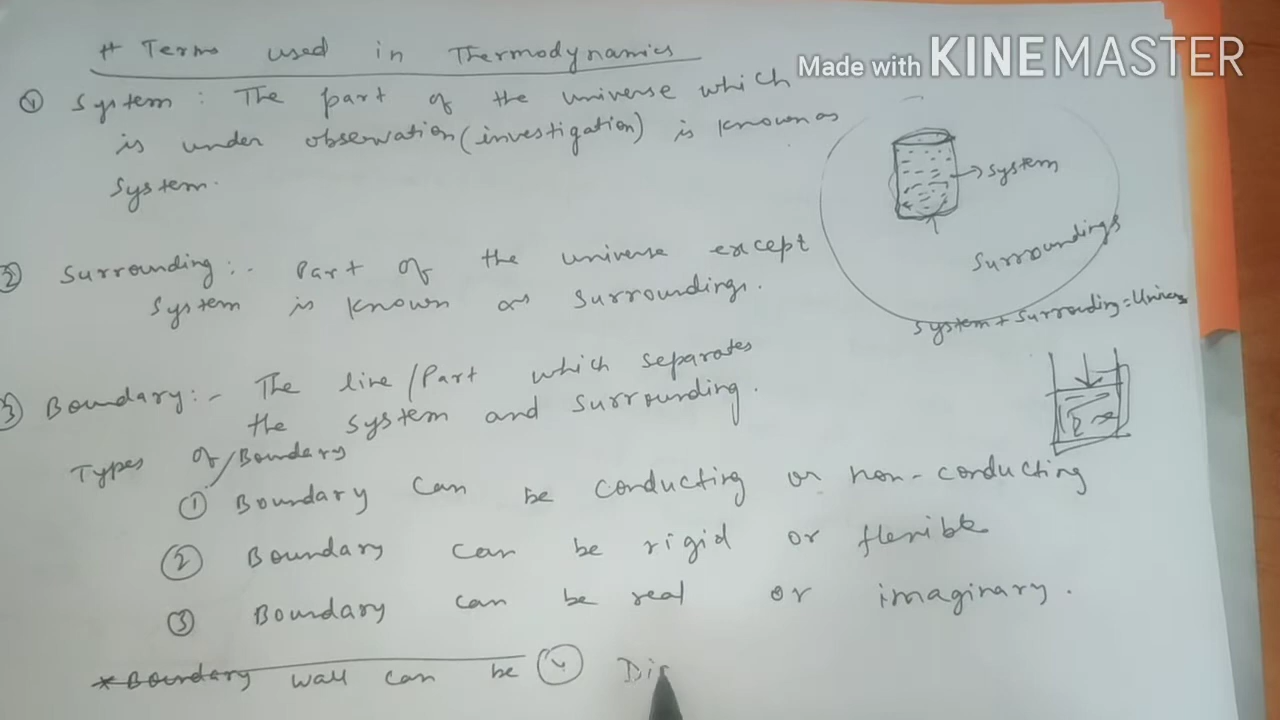 # Terms used in Thermodynamics
Made with KINEMASTER
① System : The part of the universe which
is under observation (investigation) is known as
System.
→ System
Surroundings
System + Surrounding = Univers
② Surrounding :- Part of the universe except
System is known as Surroundings.
③ Boundary :- The line / Part which separates
the System and Surrounding.
Types of Boundary
① Boundary can be conducting or non-conducting
② Boundary can be rigid or flexible
③ Boundary can be real or imaginary.
* Boundary wall can be ④ Di